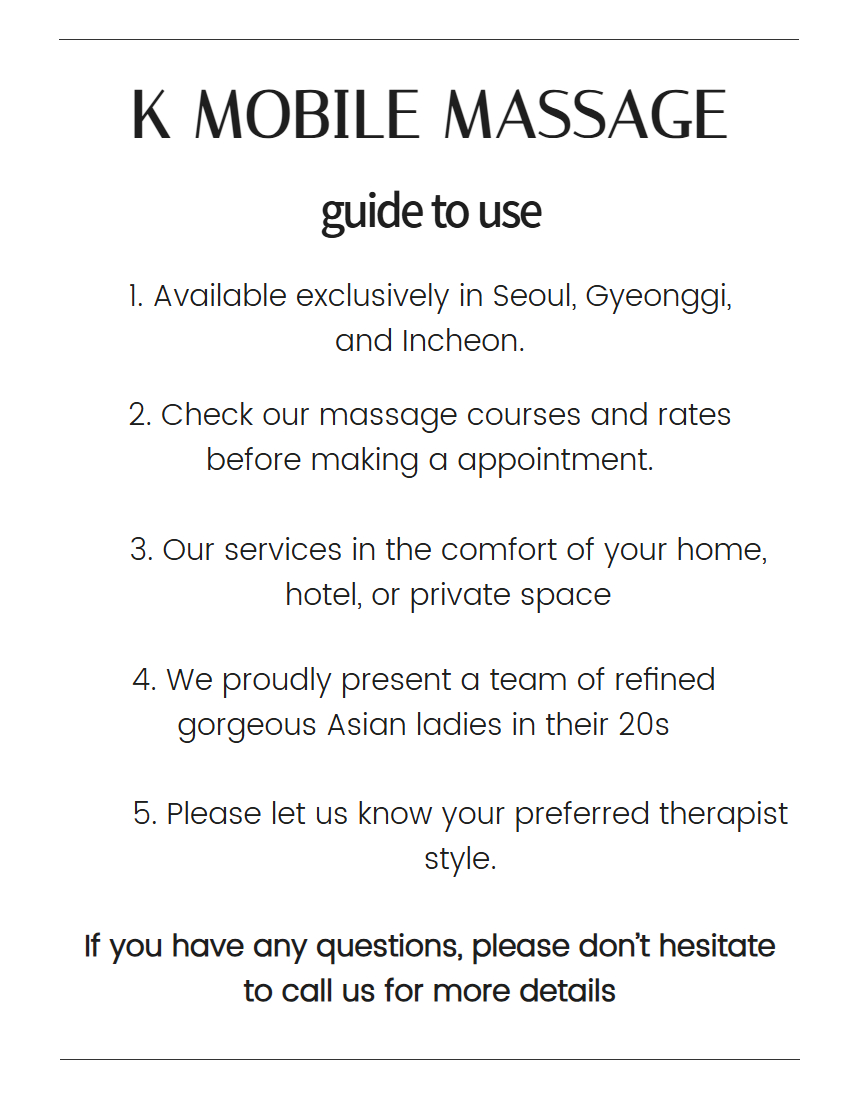 K MOBILE MASSAGE
guide to use
1. Available exclusively in Seoul, Gyeonggi,
and Incheon.
2. Check our massage courses and rates
before making a appointment.
3. Our services in the comfort of your home,
hotel, or private space
4. We proudly present a team of refined
gorgeous Asian ladies in their 20s
5. Please let us know your preferred therapist
style.
If you have any questions, please don’t hesitate
to call us for more details